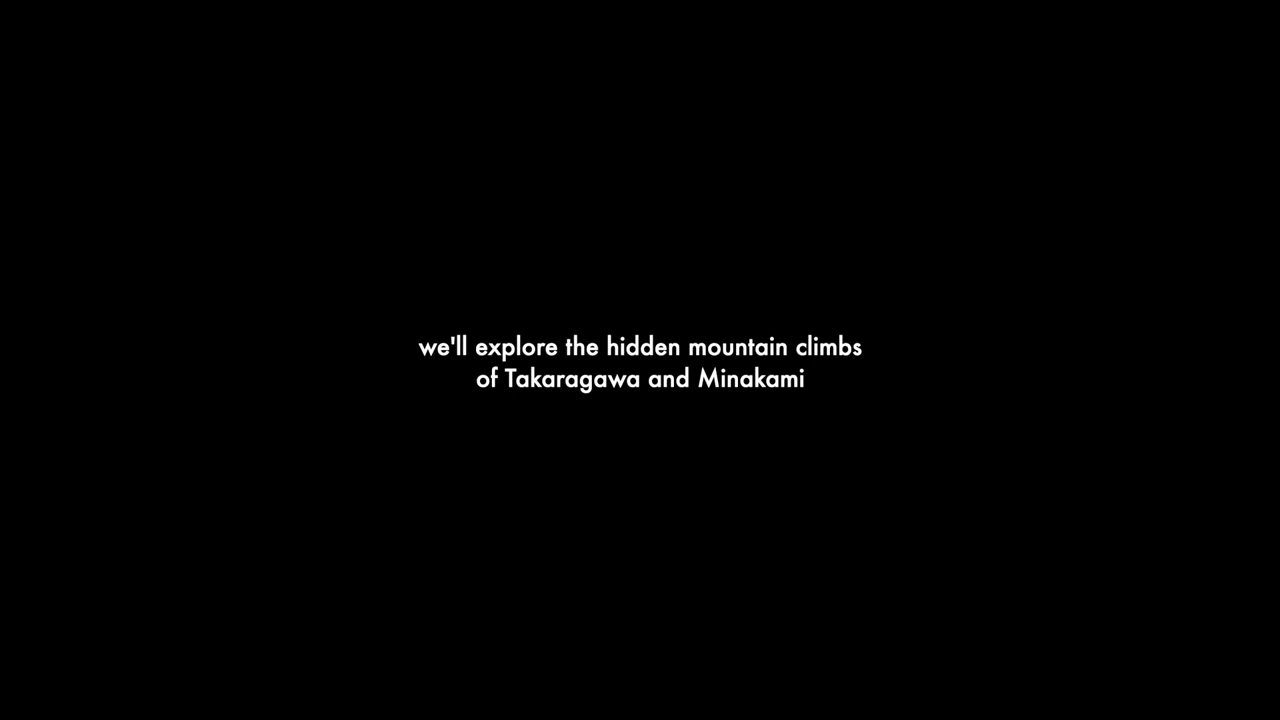 we'll explore the hidden mountain climbs
of Takaragawa and Minakami